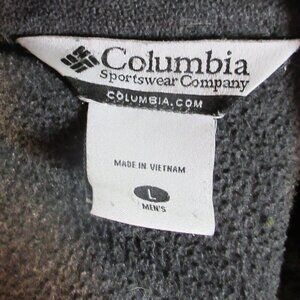 Columbia
Sportswear Company
COLUMBIA.COM
MADE IN VIETNAM
L
MEN'S